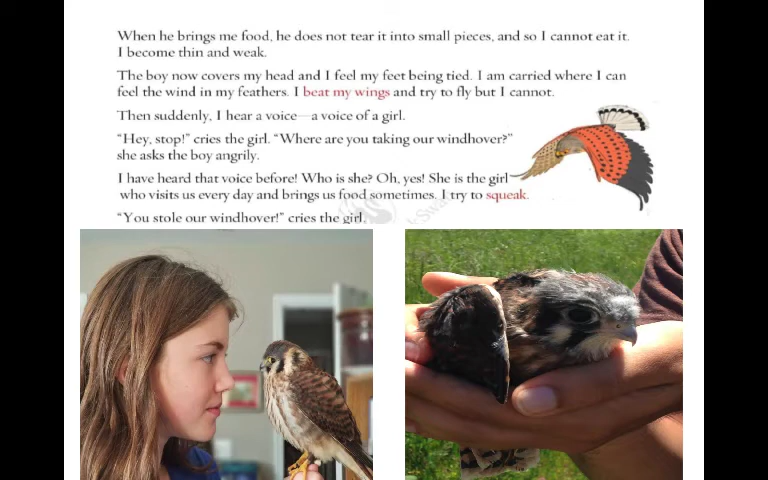 When he brings me food, he does not tear it into small pieces, and so I cannot eat it.
I become thin and weak.
The boy now covers my head and I feel my feet being tied. I am carried where I can
feel the wind in my feathers. I beat my wings and try to fly but I cannot.
Then suddenly, I hear a voice—a voice of a girl.
“Hey, stop!” cries the girl. “Where are you taking our windhover?”
she asks the boy angrily.
I have heard that voice before! Who is she? Oh, yes! She is the girl
who visits us every day and brings us food sometimes. I try to squeak.
“You stole our windhover!” cries the girl.